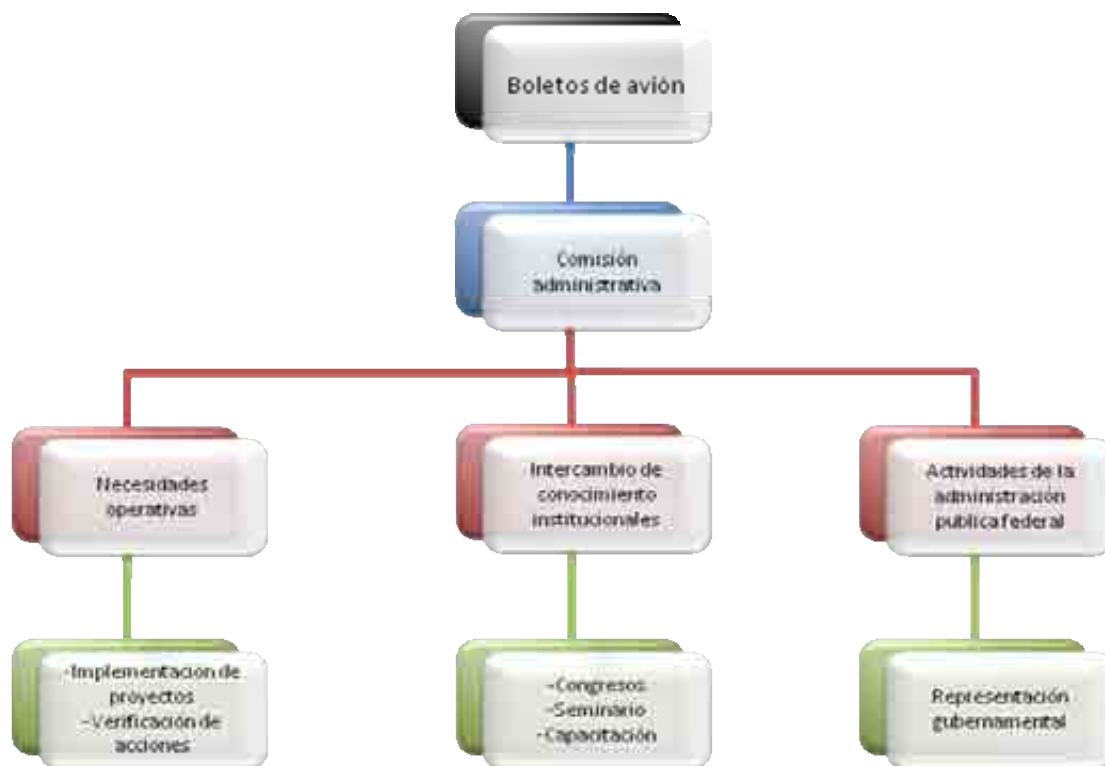 Boletos de avión
Comisión
administrativa
Necesidades
operativas
Intercambio de
conocimiento
institucionales
Actividades de la
administración
publica federal
-Implementacion de
proyectos
-Verificación de
acciones
-Congresos
-Seminario
-Capacitación
Representación
gubernamental